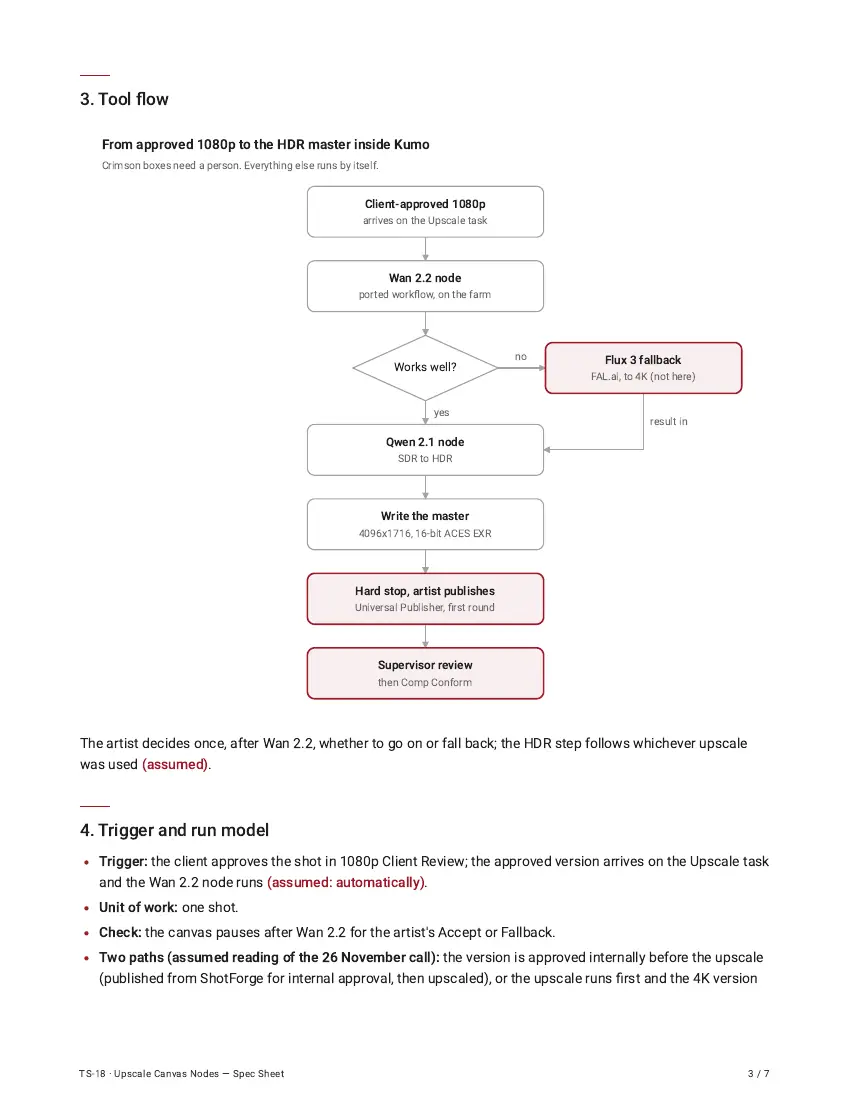 3. Tool flow
From approved 1080p to the HDR master inside Kumo
Crimson boxes need a person. Everything else runs by itself.
Client-approved 1080p
arrives on the Upscale task
Wan 2.2 node
ported workflow, on the farm
Works well?
no
Flux 3 fallback
FAL.ai, to 4K (not here)
yes
result in
Qwen 2.1 node
SDR to HDR
Write the master
4096x1716, 16-bit ACES EXR
Hard stop, artist publishes
Universal Publisher, first round
Supervisor review
then Comp Conform
The artist decides once, after Wan 2.2, whether to go on or fall back; the HDR step follows whichever upscale
was used (assumed).
4. Trigger and run model
• Trigger: the client approves the shot in 1080p Client Review; the approved version arrives on the Upscale task
and the Wan 2.2 node runs (assumed: automatically).
• Unit of work: one shot.
• Check: the canvas pauses after Wan 2.2 for the artist's Accept or Fallback.
• Two paths (assumed reading of the 26 November call): the version is approved internally before the upscale
(published from ShotForge for internal approval, then upscaled), or the upscale runs first and the 4K version
TS-18 · Upscale Canvas Nodes — Spec Sheet
3 / 7